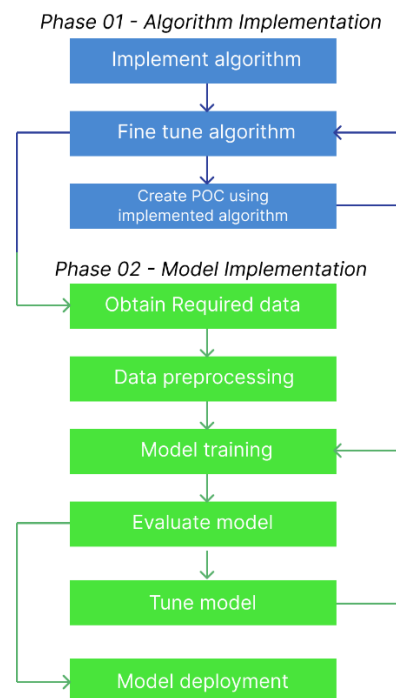 Phase 01 - Algorithm Implementation
Implement algorithm
Fine tune algorithm
Create POC using
implemented algorithm
Phase 02 - Model Implementation
Obtain Required data
Data preprocessing
Model training
Evaluate model
Tune model
Model deployment